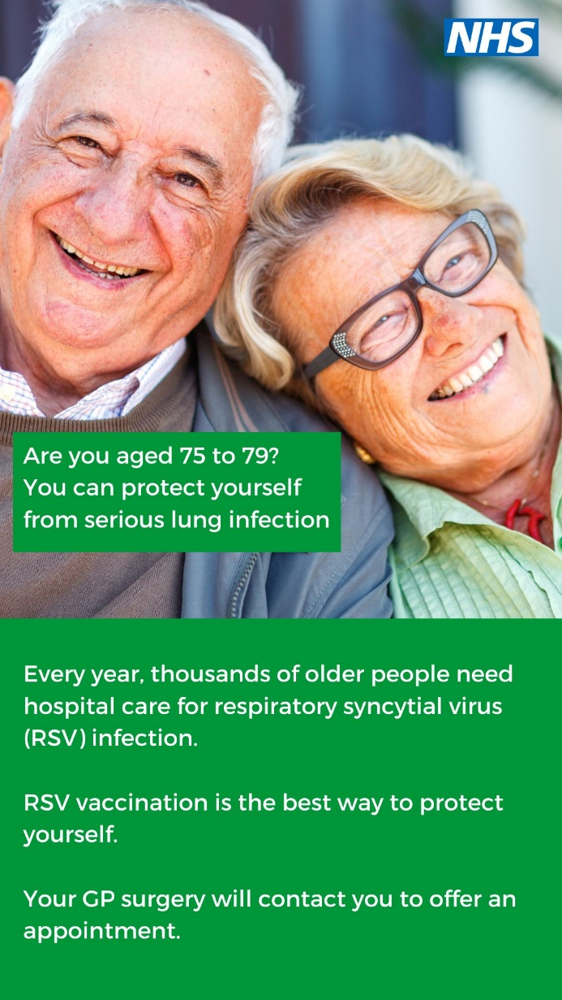 NHS
Are you aged 75 to 79?
You can protect yourself
from serious lung infection
Every year, thousands of older people need
hospital care for respiratory syncytial virus
(RSV) infection.
RSV vaccination is the best way to protect
yourself.
Your GP surgery will contact you to offer an
appointment.